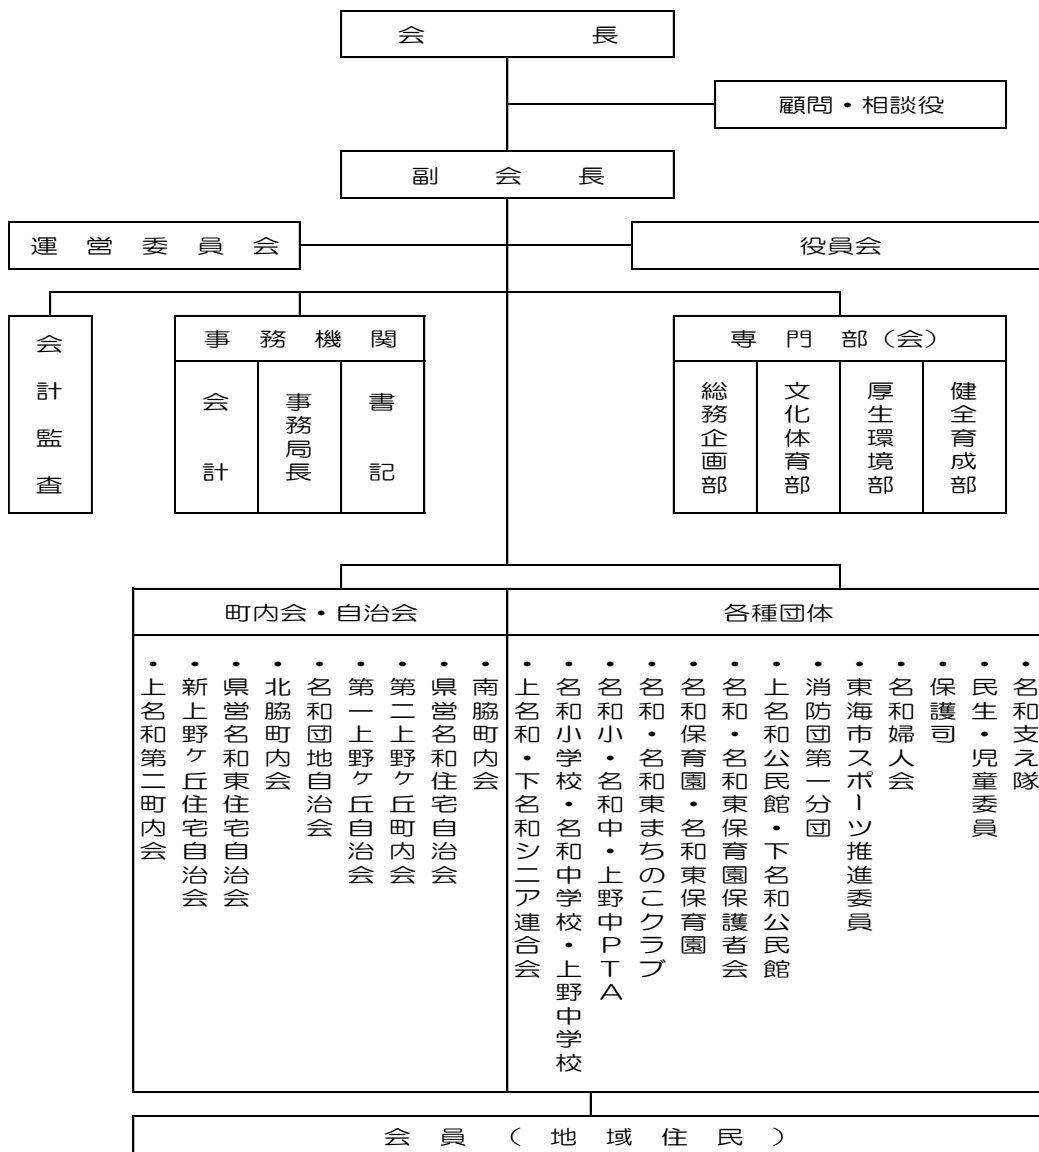 会長
顧問・相談役
副会長
運営委員会
役員会
会計監査
事務機関
会計
事務局長
書記
専門部(会)
総務企画部
文化体育部
厚生環境部
健全育成部
町内会・自治会
各種団体
・南脇町内会
・県営名和住宅自治会
・第二上野ケ丘町内会
・第一上野ケ丘自治会
・名和団地自治会
・北脇町内会
・県営名和東住宅自治会
・新上野ケ丘住宅自治会
・上名和第二町内会
・名和支え隊
・民生・児童委員
・保護司
・名和婦人会
・東海市スポーツ推進委員
・消防団第一分団
・上名和公民館・下名和公民館
・名和・名和東保育園保護者会
・名和保育園・名和東保育園
・名和・名和東まちのこクラブ
・名和小・名和中・上野中PTA
・名和小学校・名和中学校・上野中学校
・上名和・下名和シニア連合会
会員(地域住民)